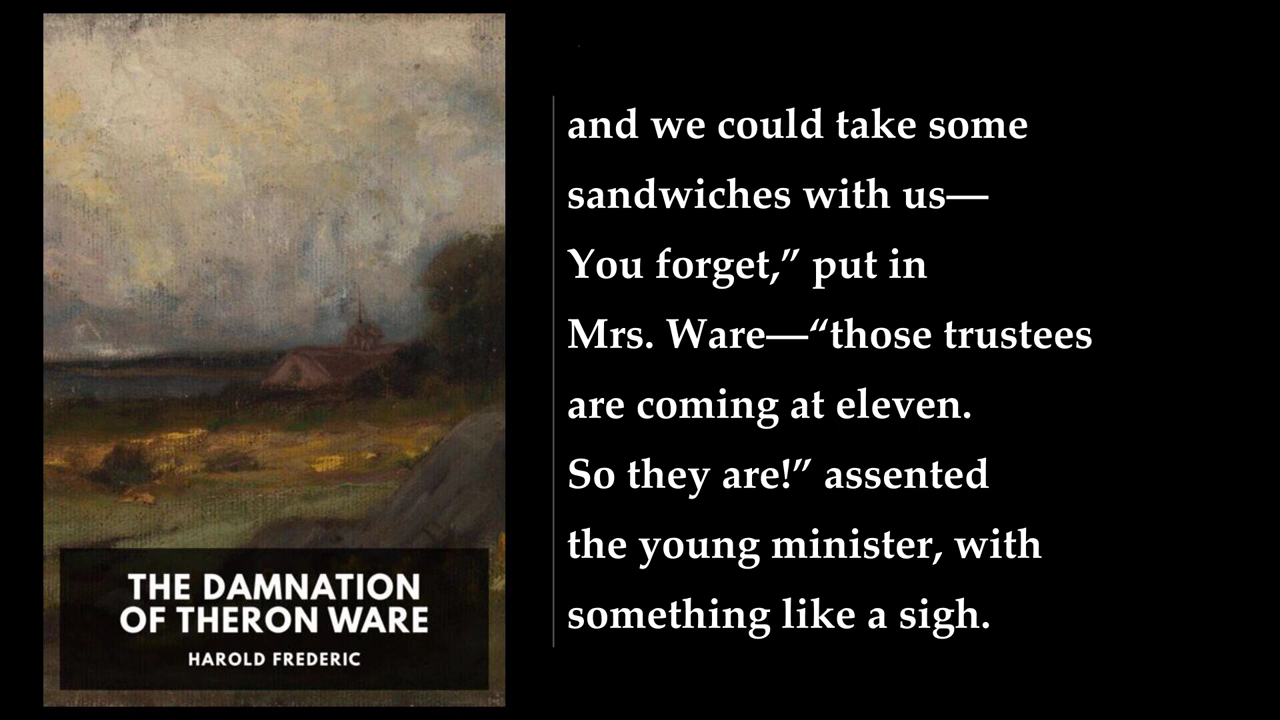 THE DAMNATION
OF THERON WARE
HAROLD FREDERIC
and we could take some
sandwiches with us—
You forget,” put in
Mrs. Ware—“those trustees
are coming at eleven.
So they are!” assented
the young minister, with
something like a sigh.